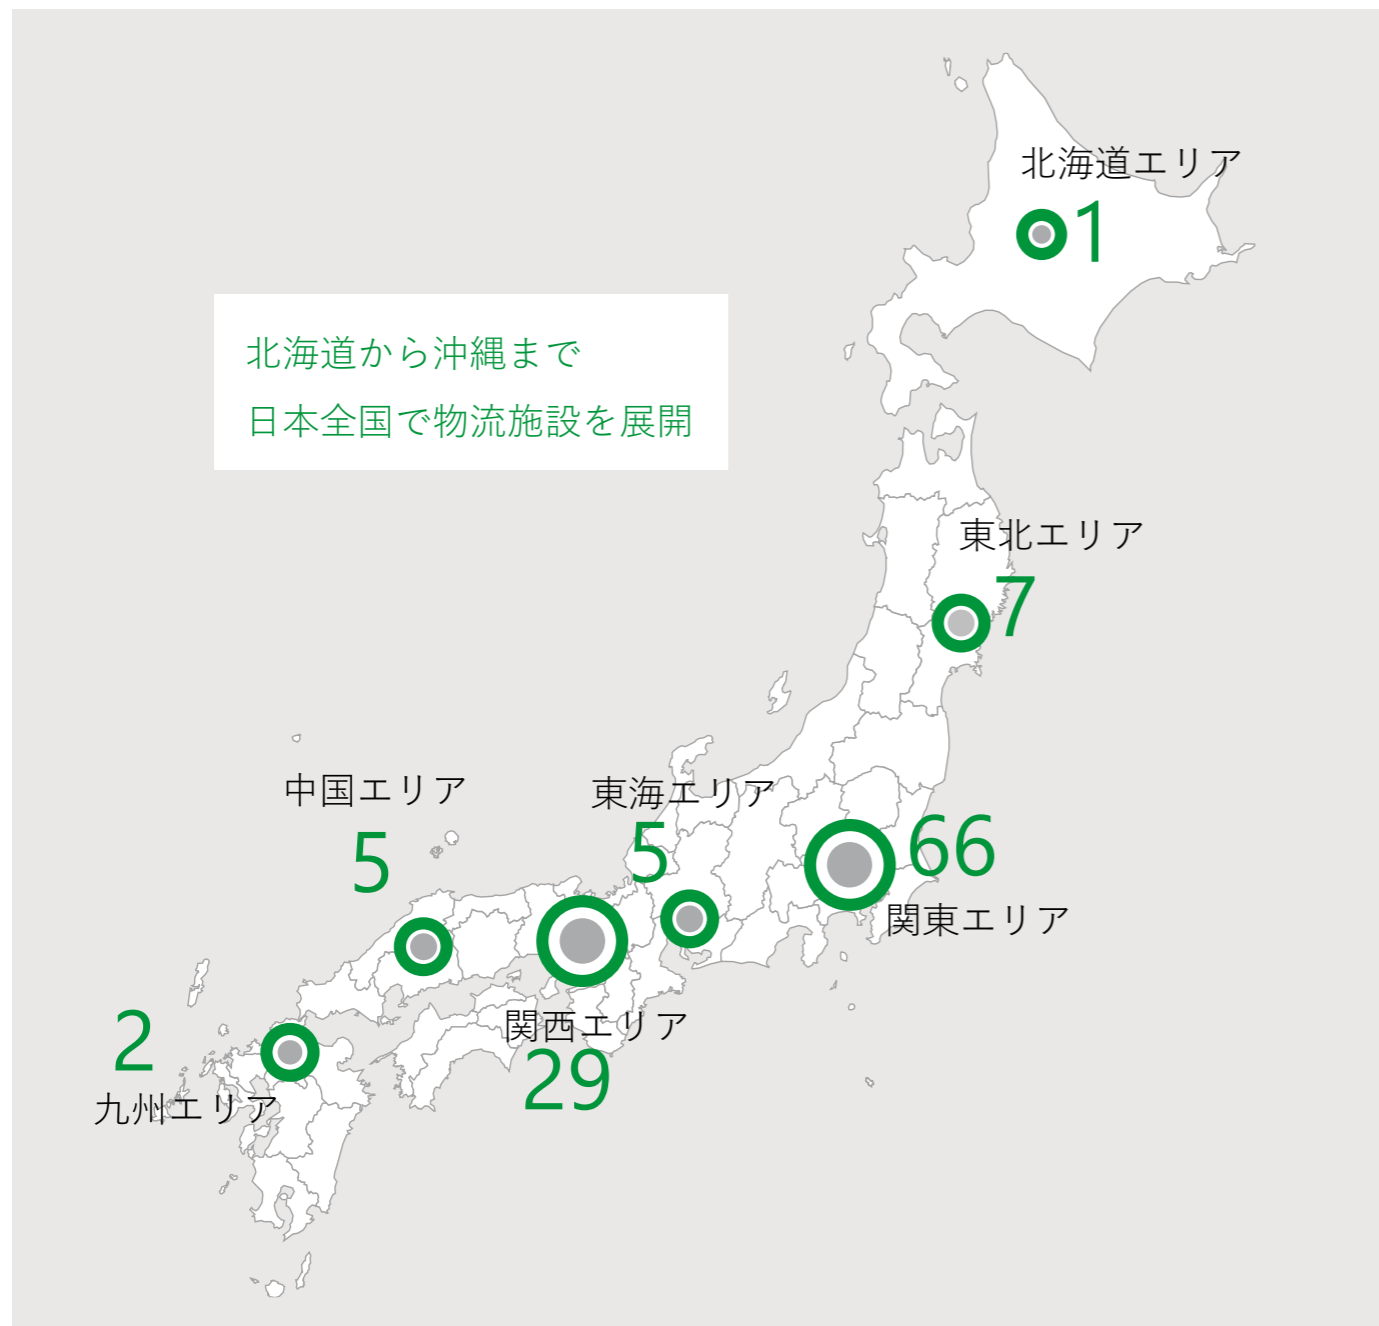 北海道エリア
1
北海道から沖縄まで
日本全国で物流施設を展開
東北エリア
7
中国エリア
5
東海エリア
5
66
関東エリア
関西エリア
29
2
九州エリア